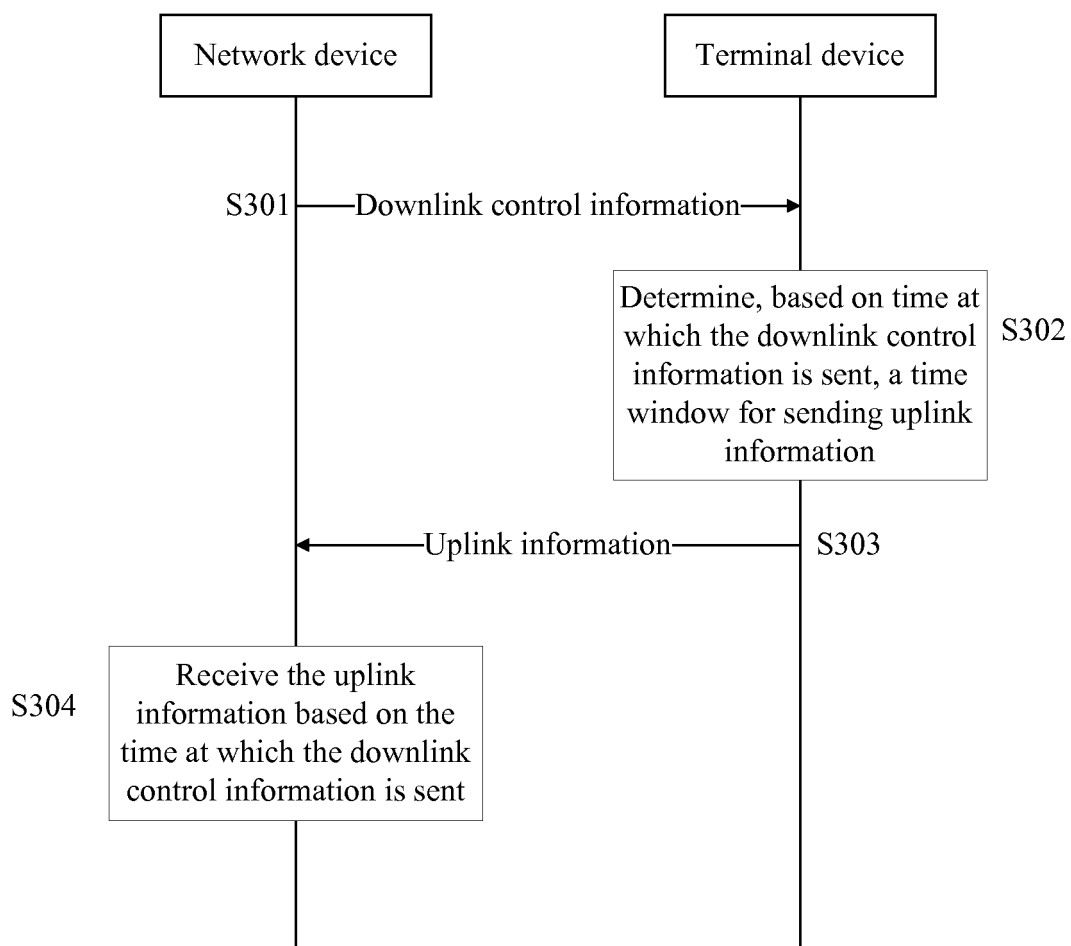 Network device
Terminal device
S301
Downlink control information
Determine, based on time at
which the downlink control
information is sent, a time
window for sending uplink
information
S302
Uplink information
S303
S304
Receive the uplink
information based on the
time at which the downlink
control information is sent